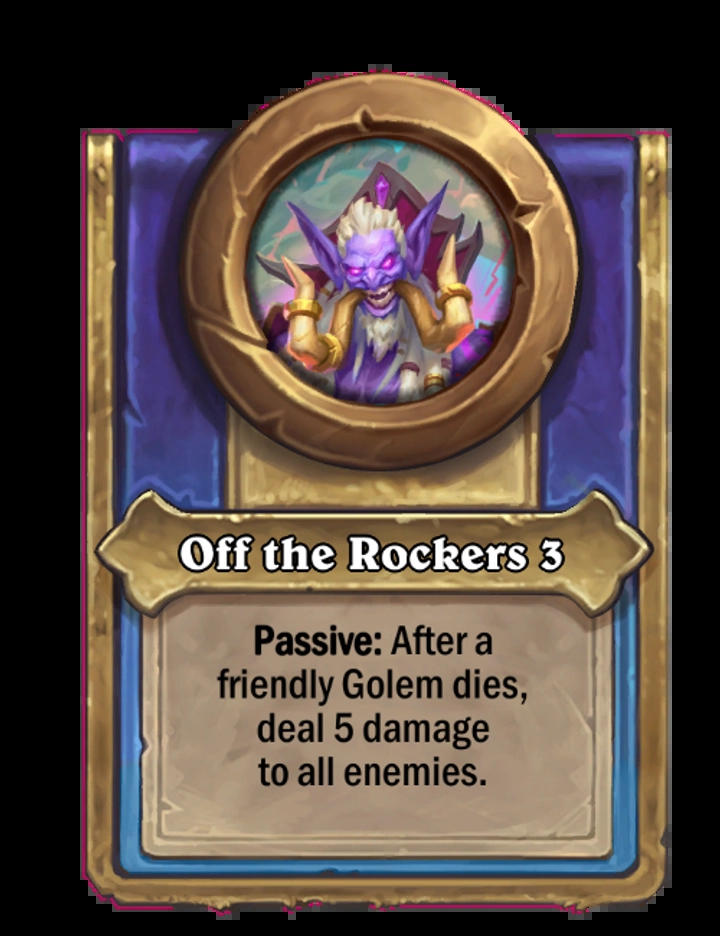 Off the Rockers 3
Passive: After a
friendly Golem dies,
deal 5 damage
to all enemies.